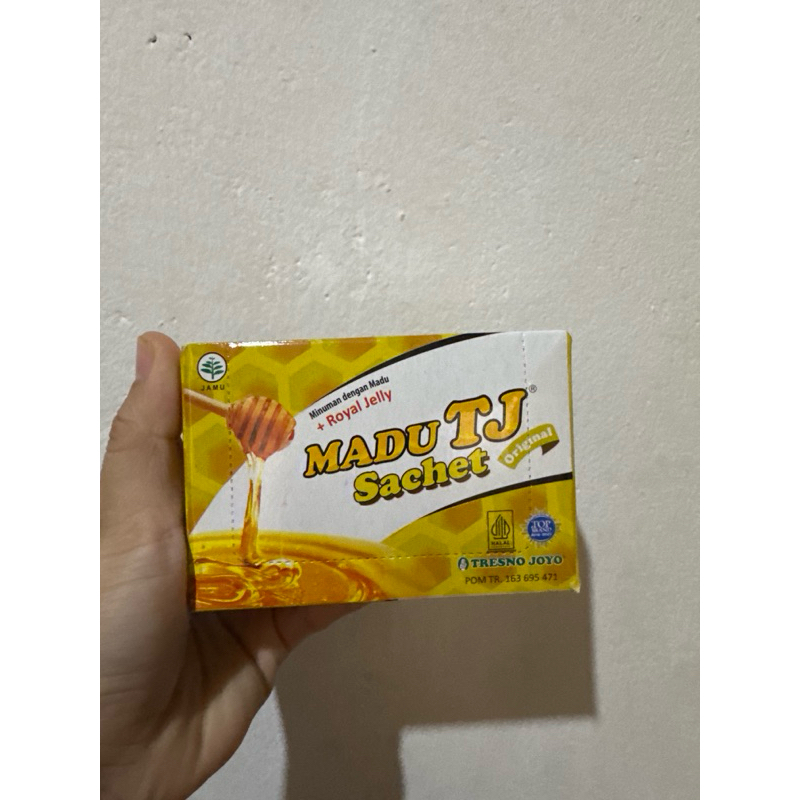 JAMU
Minuman dengan Madu
+ Royal Jelly
MADU TJ®
Sachet
Original
HALAL
TOP
BRAND
TRESNO JOYO®
POM TR. 163 695 471